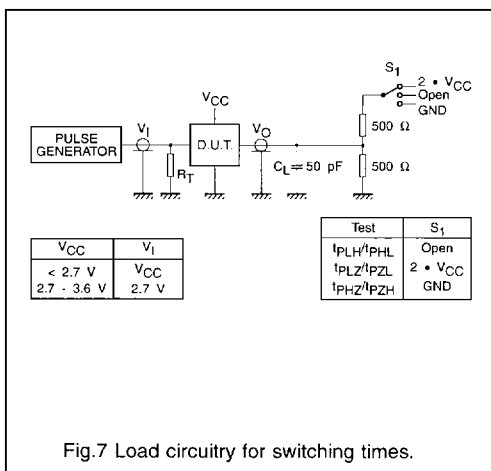 S1
2 • VCC
Open
GND
VCC
500 Ω
PULSE
GENERATOR
VI
D.U.T.
VO
RT
CL = 50 pF
500 Ω
VCC VI
< 2.7 V VCC
2.7 - 3.6 V 2.7 V
Test S1
tPLH/tPHL Open
tPLZ/tPZL 2 • VCC
tPHZ/tPZH GND
Fig.7 Load circuitry for switching times.